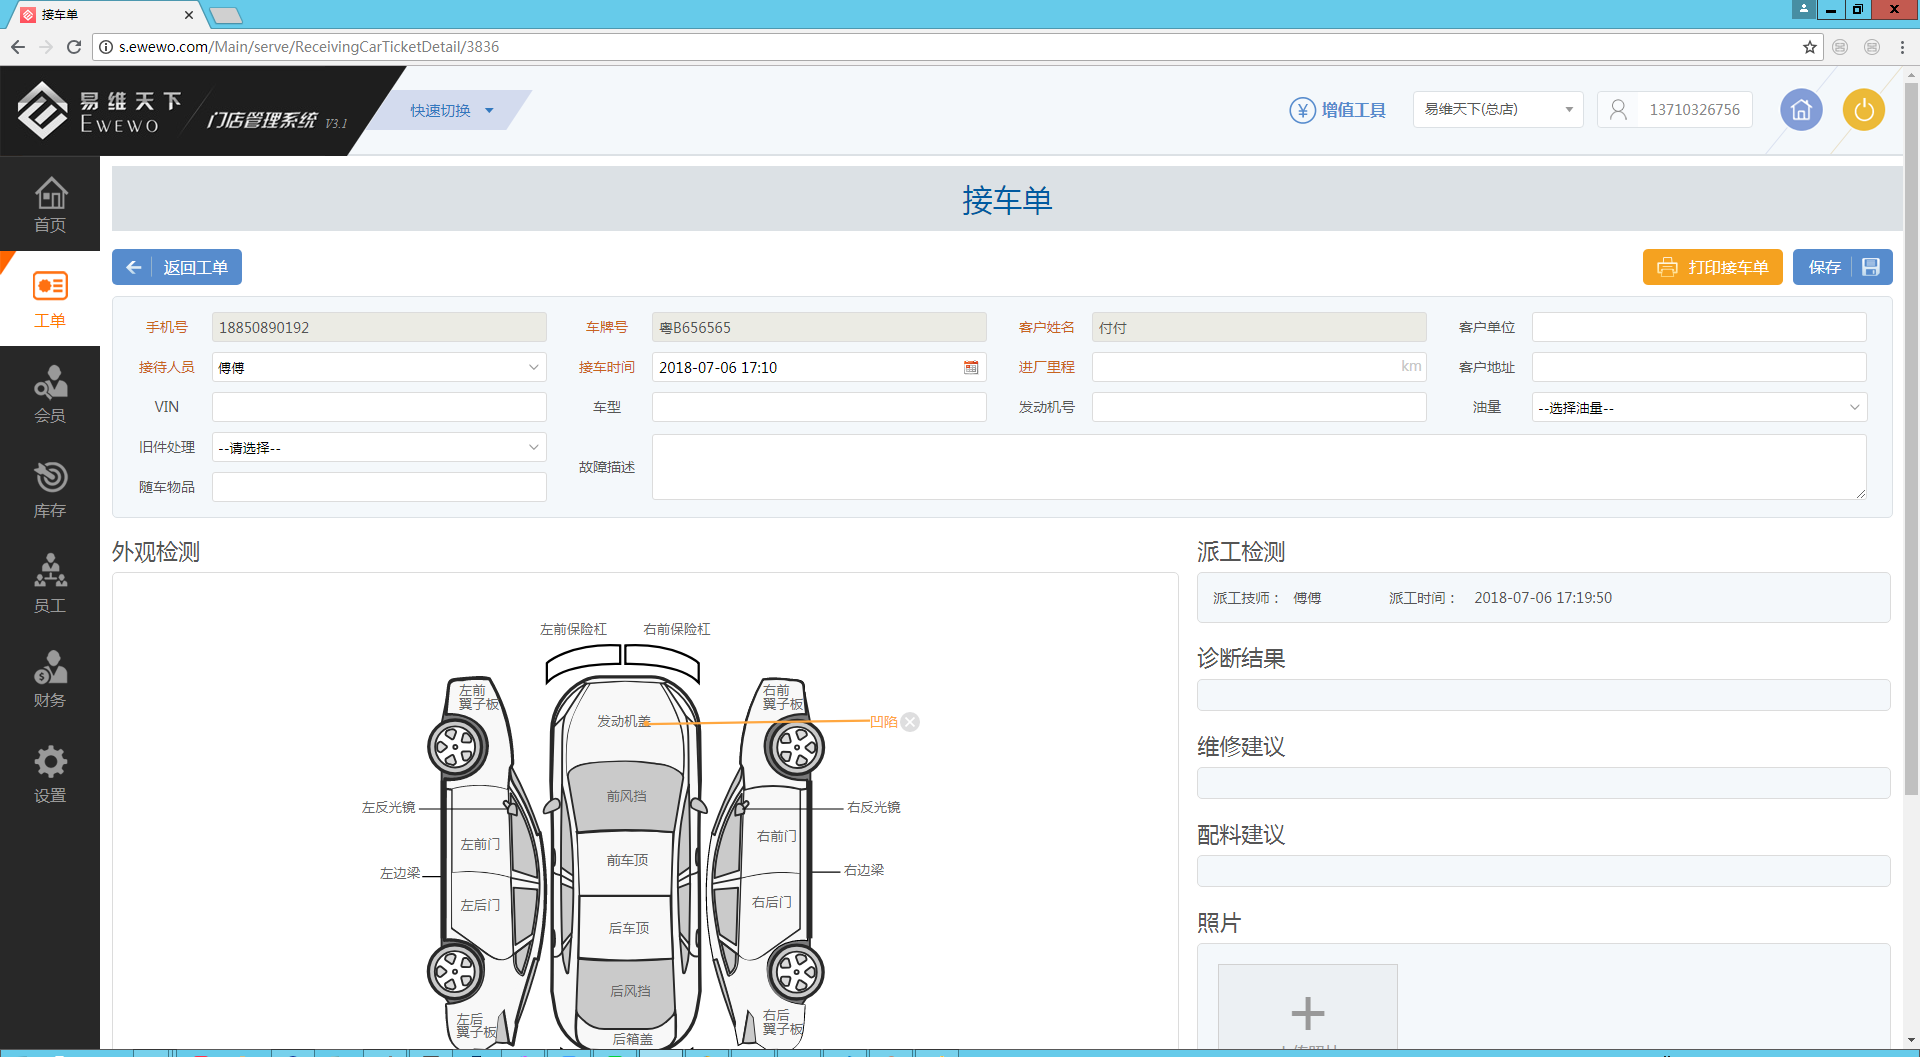 接车单
s.ewewo.com/Main/serve/ReceivingCarTicketDetail/3836
易维天下
EWEWO
门店管理系统 V3.1
快速切换
增值工具
易维天下(总店)
13710326756
首页
工单
会员
库存
员工
财务
设置
接车单
返回工单
打印接车单
保存
手机号 18850890192 车牌号 粤B656565 客户姓名 付付 客户单位
接待人员 傅傅 接车时间 2018-07-06 17:10 进厂里程 km 客户地址
VIN 车型 发动机号 油量 --选择油量--
旧件处理 --请选择--
故障描述
随车物品
外观检测
左前保险杠 右前保险杠
左前
翼子板
右前
翼子板
发动机盖
凹陷
前风挡
左反光镜
右反光镜
左前门
右前门
前车顶
左边梁
右边梁
左后门
右后门
后车顶
后风挡
左后
翼子板
右后
翼子板
后箱盖
派工检测
派工技师： 傅傅 派工时间： 2018-07-06 17:19:50
诊断结果
维修建议
配料建议
照片